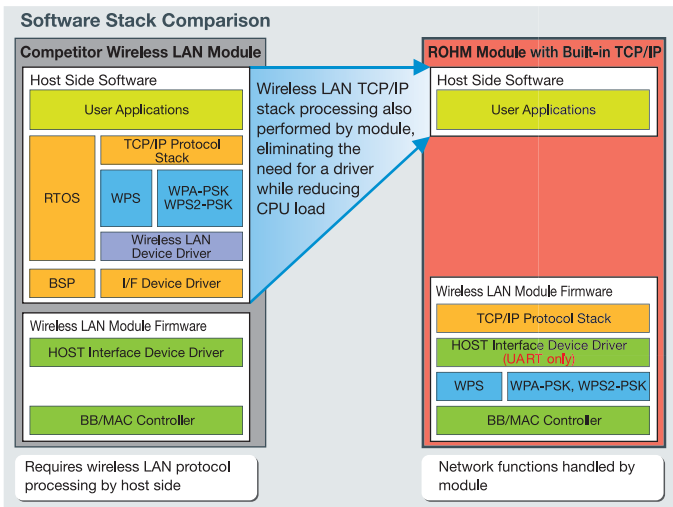 Software Stack Comparison
Competitor Wireless LAN Module
Host Side Software
User Applications
RTOS
TCP/IP Protocol
Stack
WPS
WPA-PSK
WPS2-PSK
Wireless LAN
Device Driver
BSP
I/F Device Driver
Wireless LAN Module Firmware
HOST Interface Device Driver
BB/MAC Controller
Requires wireless LAN protocol
processing by host side
Wireless LAN TCP/IP
stack processing also
performed by module,
eliminating the
need for a driver
while reducing
CPU load
ROHM Module with Built-in TCP/IP
Host Side Software
User Applications
Wireless LAN Module Firmware
TCP/IP Protocol Stack
HOST Interface Device Driver
(UART only)
WPS
WPA-PSK, WPS2-PSK
BB/MAC Controller
Network functions handled by
module